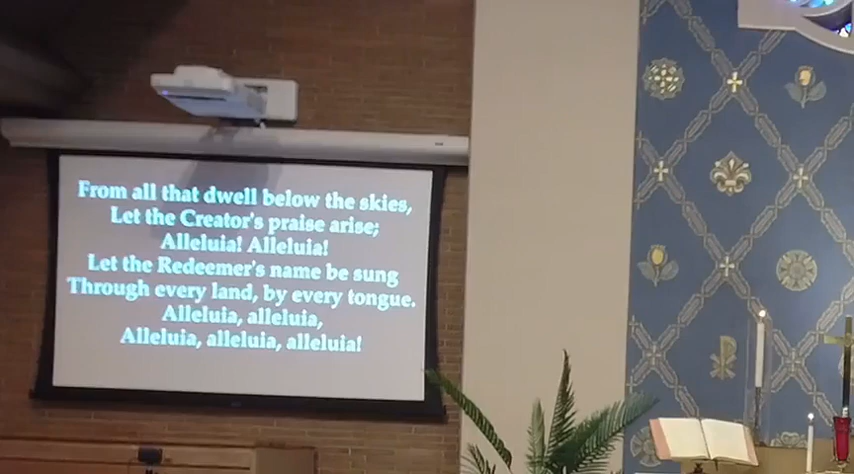 From all that dwell below the skies,
Let the Creator's praise arise;
Alleluia! Alleluia!
Let the Redeemer's name be sung
Through every land, by every tongue.
Alleluia, alleluia,
Alleluia, alleluia, alleluia!